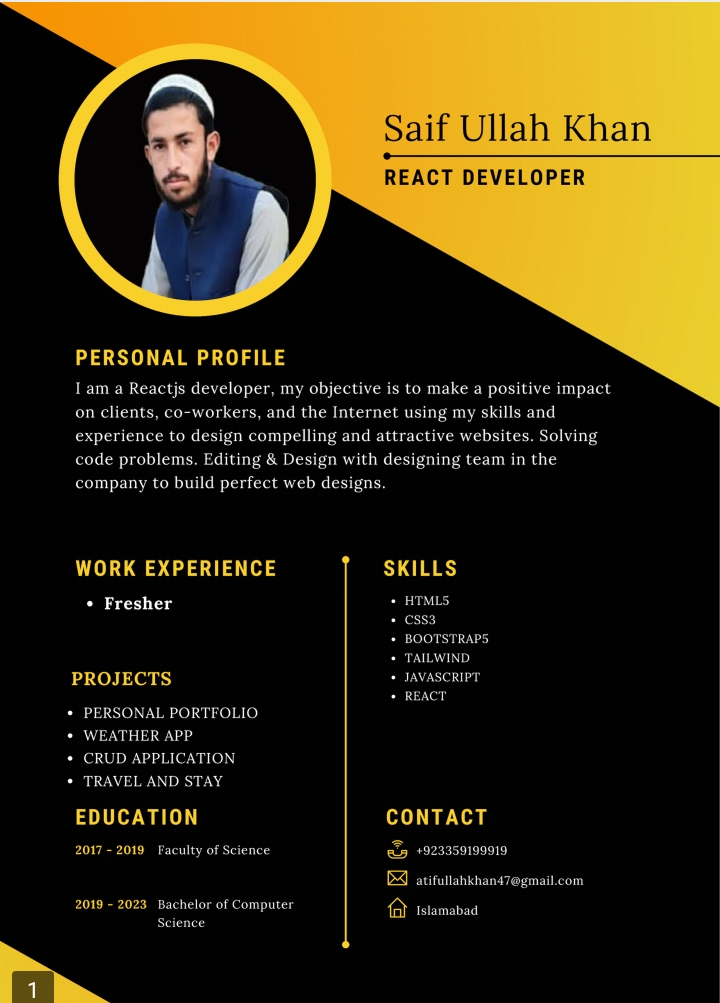 Saif Ullah Khan
REACT DEVELOPER
PERSONAL PROFILE
I am a Reactjs developer, my objective is to make a positive impact
on clients, co-workers, and the Internet using my skills and
experience to design compelling and attractive websites. Solving
code problems. Editing & Design with designing team in the
company to build perfect web designs.
WORK EXPERIENCE
• Fresher
PROJECTS
• PERSONAL PORTFOLIO
• WEATHER APP
• CRUD APPLICATION
• TRAVEL AND STAY
EDUCATION
2017 - 2019 Faculty of Science
2019 - 2023 Bachelor of Computer
Science
SKILLS
• HTML5
• CSS3
• BOOTSTRAP5
• TAILWIND
• JAVASCRIPT
• REACT
CONTACT
+923359199919
atifullahkhan47@gmail.com
Islamabad
1